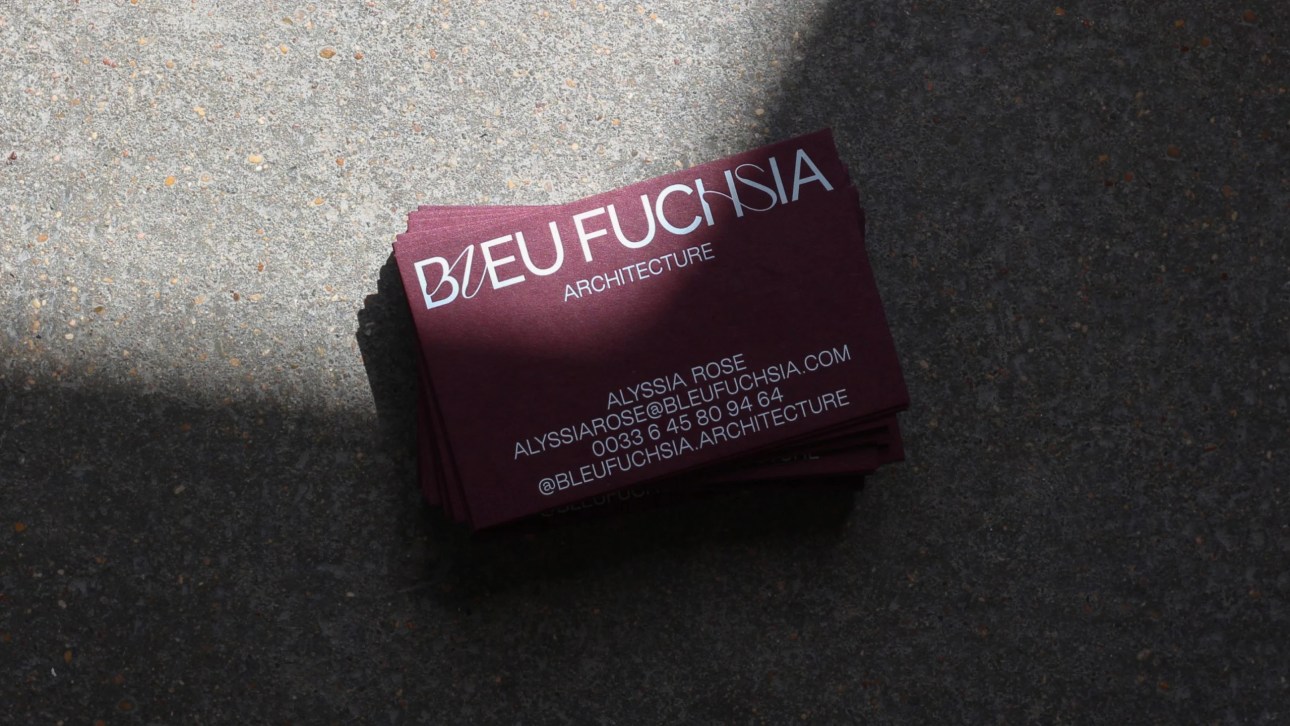 BLEU FUCHSIA
ARCHITECTURE
ALYSSIA ROSE
ALYSSIAROSE@BLEUFUCHSIA.COM
0033 6 45 80 94 64
@BLEUFUCHSIA.ARCHITECTURE